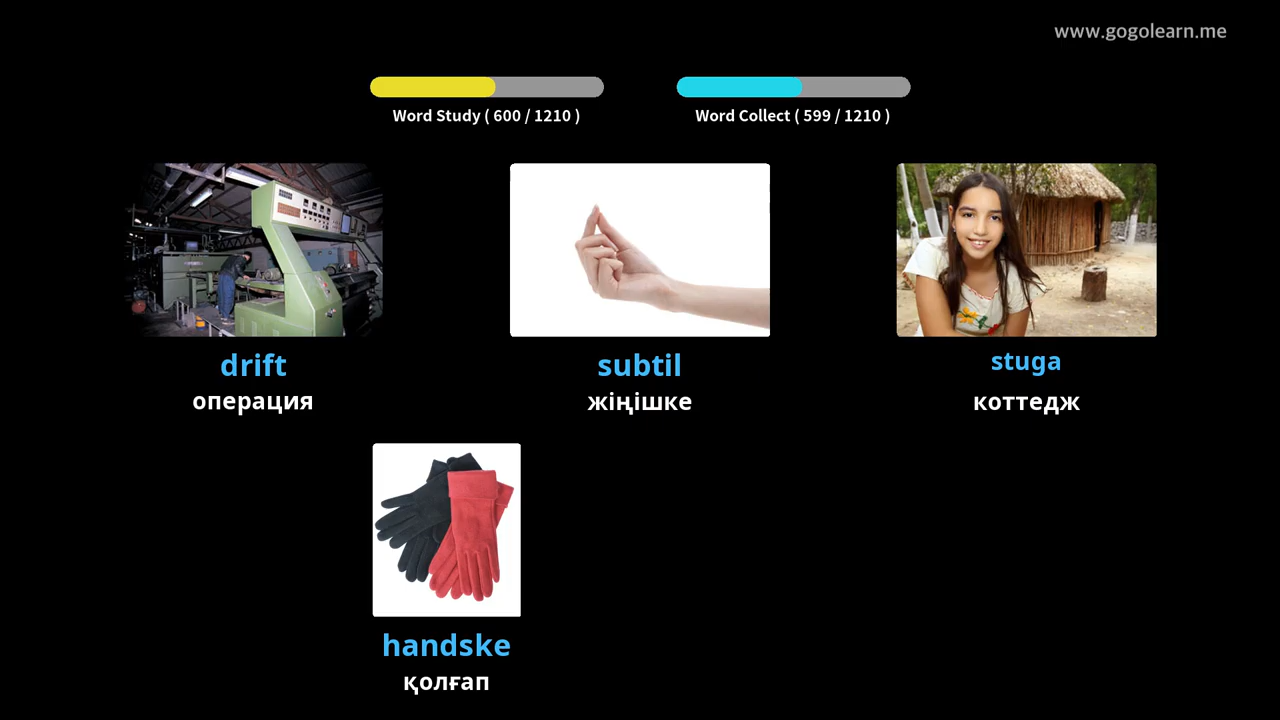 www.gogolearn.me
Word Study ( 600 / 1210 )
Word Collect ( 599 / 1210 )
drift
операция
subtil
жіңішке
stuga
коттедж
handske
қолғап